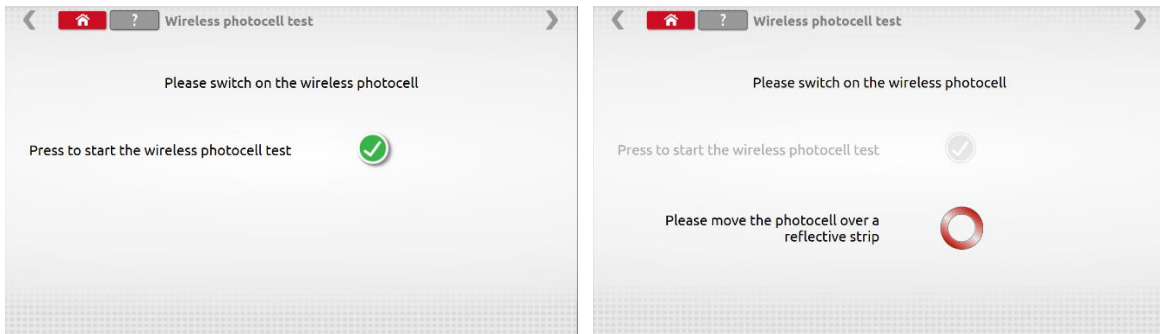 ? Wireless photocell test
Please switch on the wireless photocell
Press to start the wireless photocell test
? Wireless photocell test
Please switch on the wireless photocell
Press to start the wireless photocell test
Please move the photocell over a
reflective strip